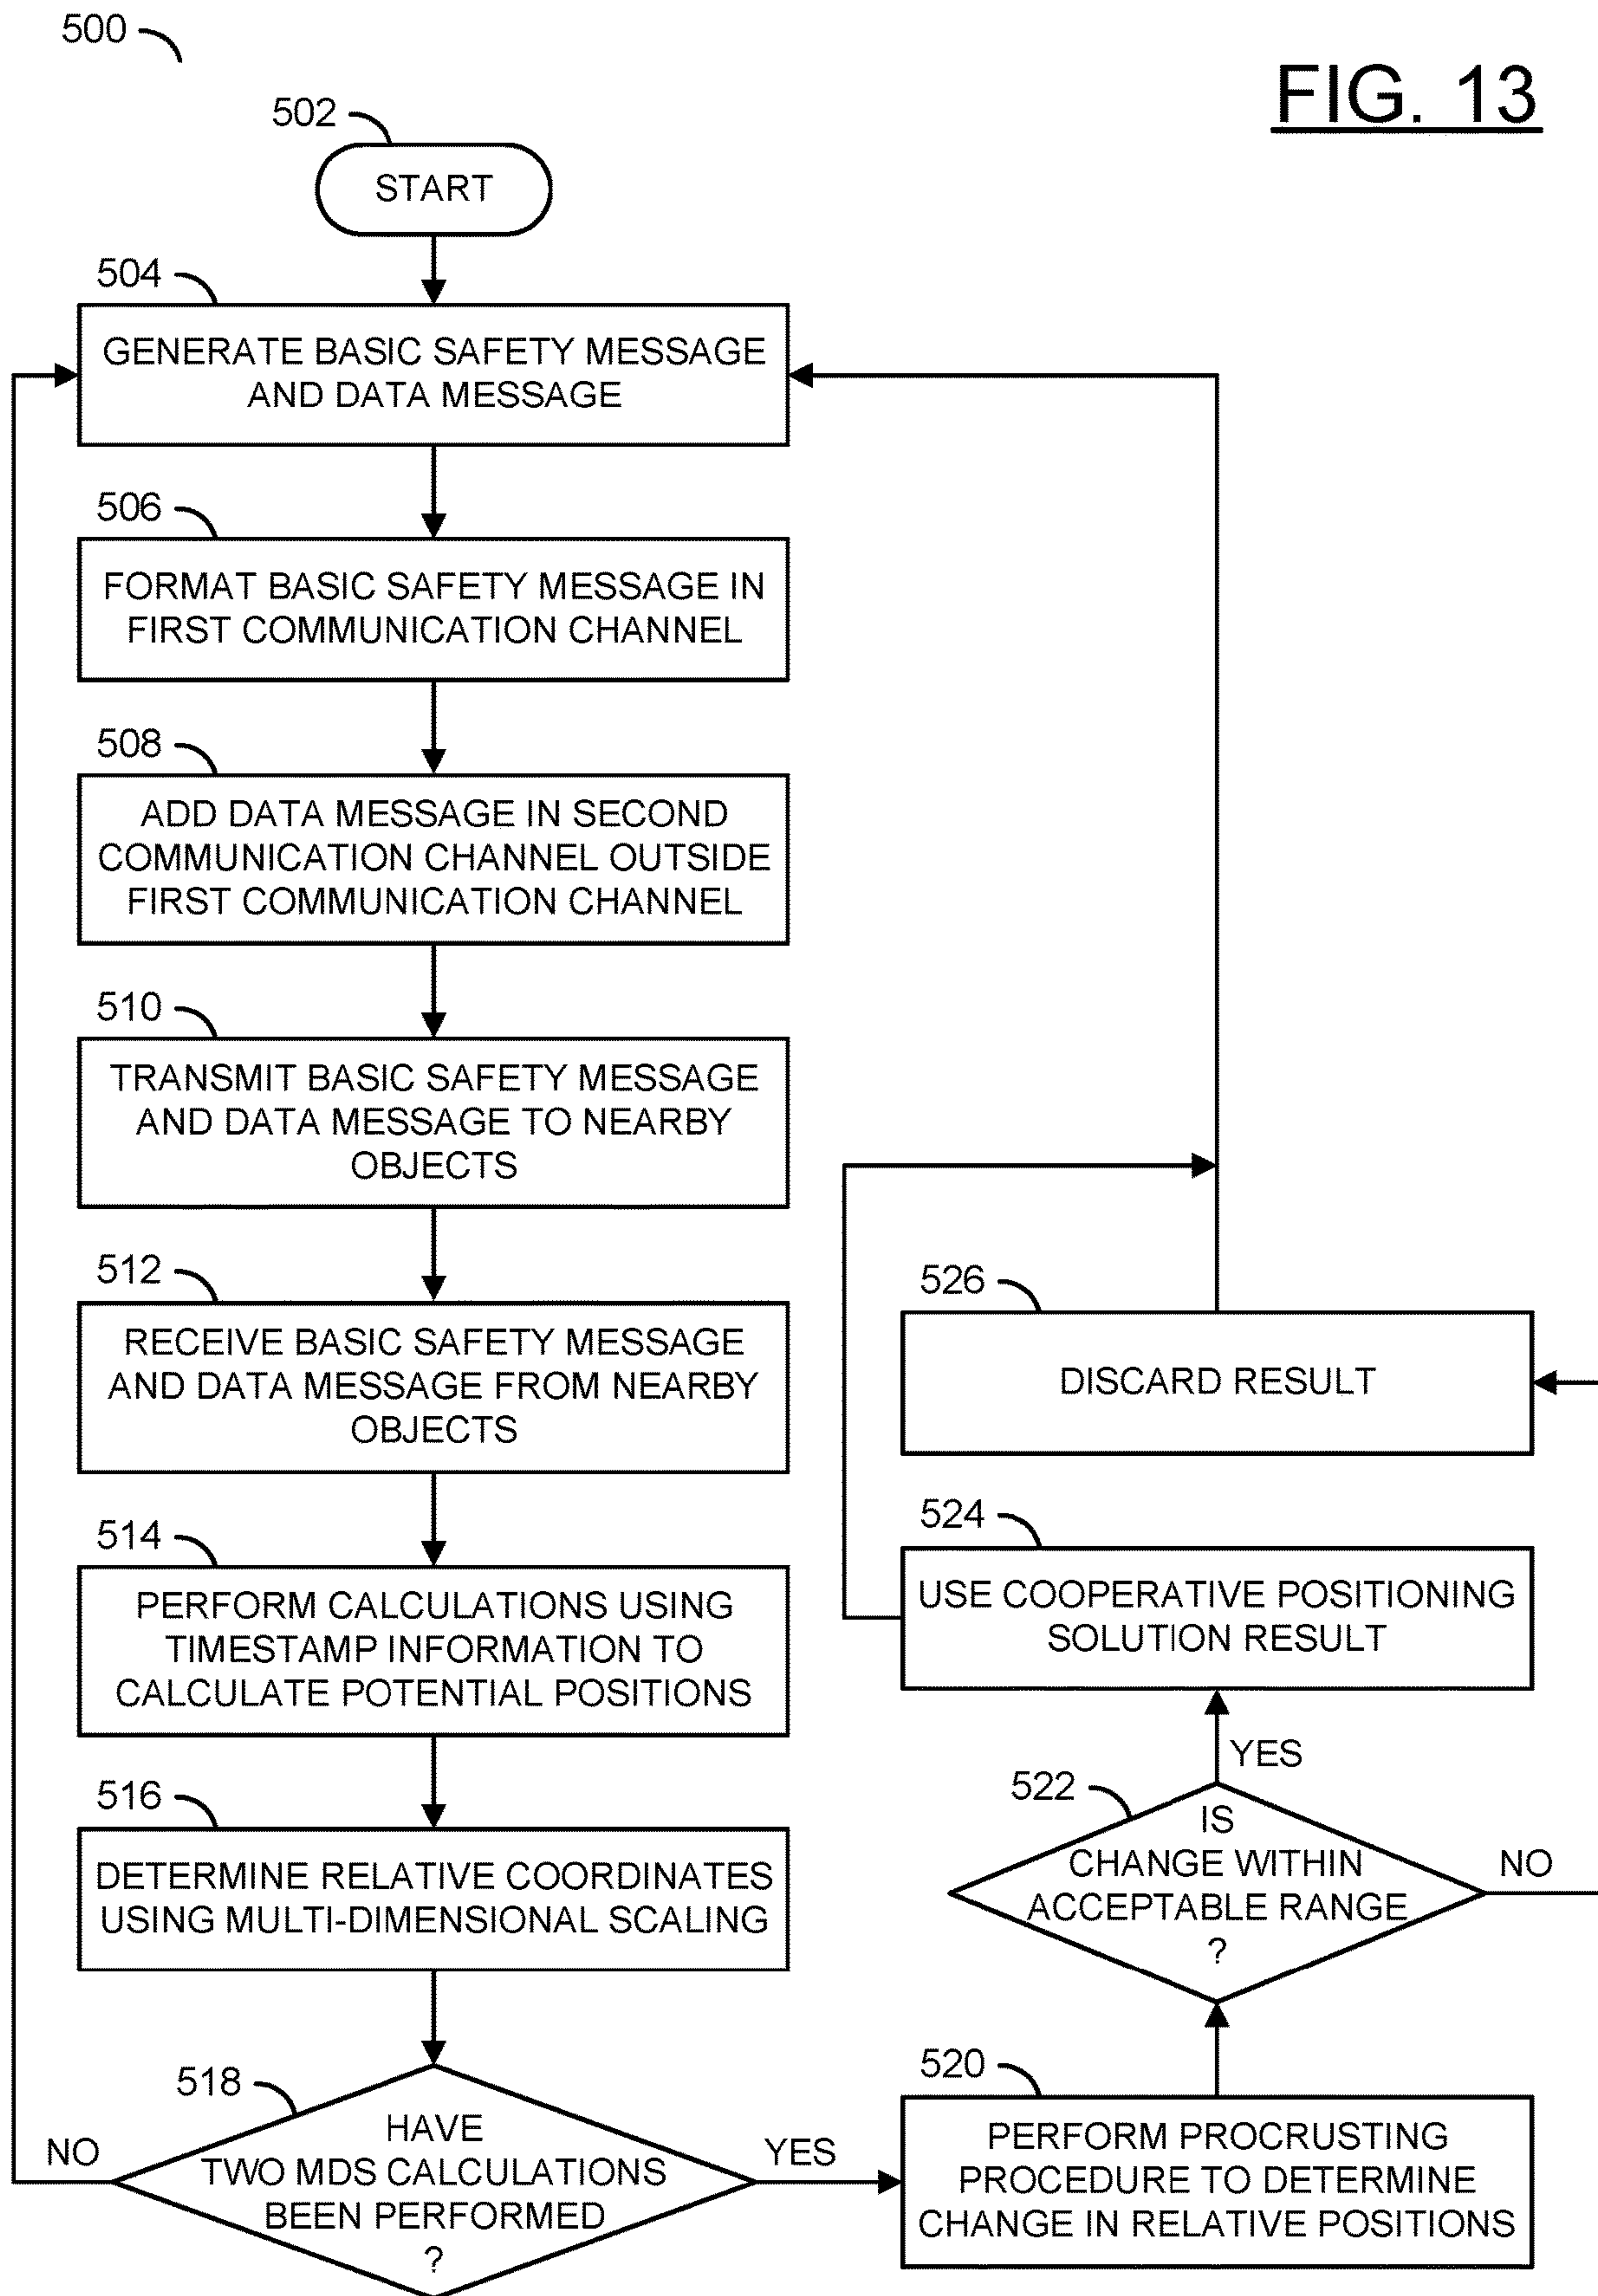 500
FIG. 13
502
START
504
GENERATE BASIC SAFETY MESSAGE
AND DATA MESSAGE
506
FORMAT BASIC SAFETY MESSAGE IN
FIRST COMMUNICATION CHANNEL
508
ADD DATA MESSAGE IN SECOND
COMMUNICATION CHANNEL OUTSIDE
FIRST COMMUNICATION CHANNEL
510
TRANSMIT BASIC SAFETY MESSAGE
AND DATA MESSAGE TO NEARBY
OBJECTS
512
RECEIVE BASIC SAFETY MESSAGE
AND DATA MESSAGE FROM NEARBY
OBJECTS
514
PERFORM CALCULATIONS USING
TIMESTAMP INFORMATION TO
CALCULATE POTENTIAL POSITIONS
516
DETERMINE RELATIVE COORDINATES
USING MULTI-DIMENSIONAL SCALING
518
HAVE
TWO MDS CALCULATIONS
BEEN PERFORMED
?
NO
YES
520
PERFORM PROCRUSTING
PROCEDURE TO DETERMINE
CHANGE IN RELATIVE POSITIONS
522
IS
CHANGE WITHIN
ACCEPTABLE RANGE
?
YES
NO
524
USE COOPERATIVE POSITIONING
SOLUTION RESULT
526
DISCARD RESULT